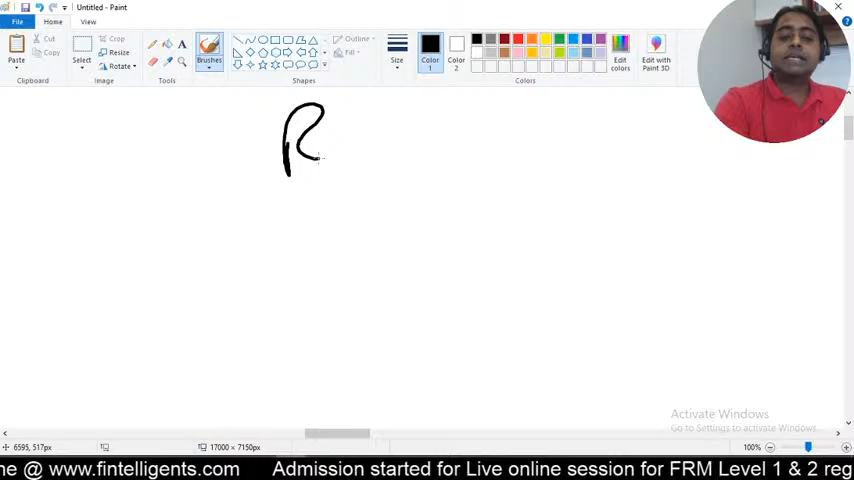 Untitled - Paint
File Home View
Paste
Cut
Copy
Clipboard
Select
Crop
Resize
Rotate
Image
Tools
Brushes
Outline
Fill
Shapes
Size
Color 1
Color 2
Colors
Edit colors
Edit with Paint 3D
R
Activate Windows
Go to Settings to activate Windows.
6595, 517px
17000 × 7150px
100%
ne @ www.fintelligents.com Admission started for Live online session for FRM Level 1 & 2 reg